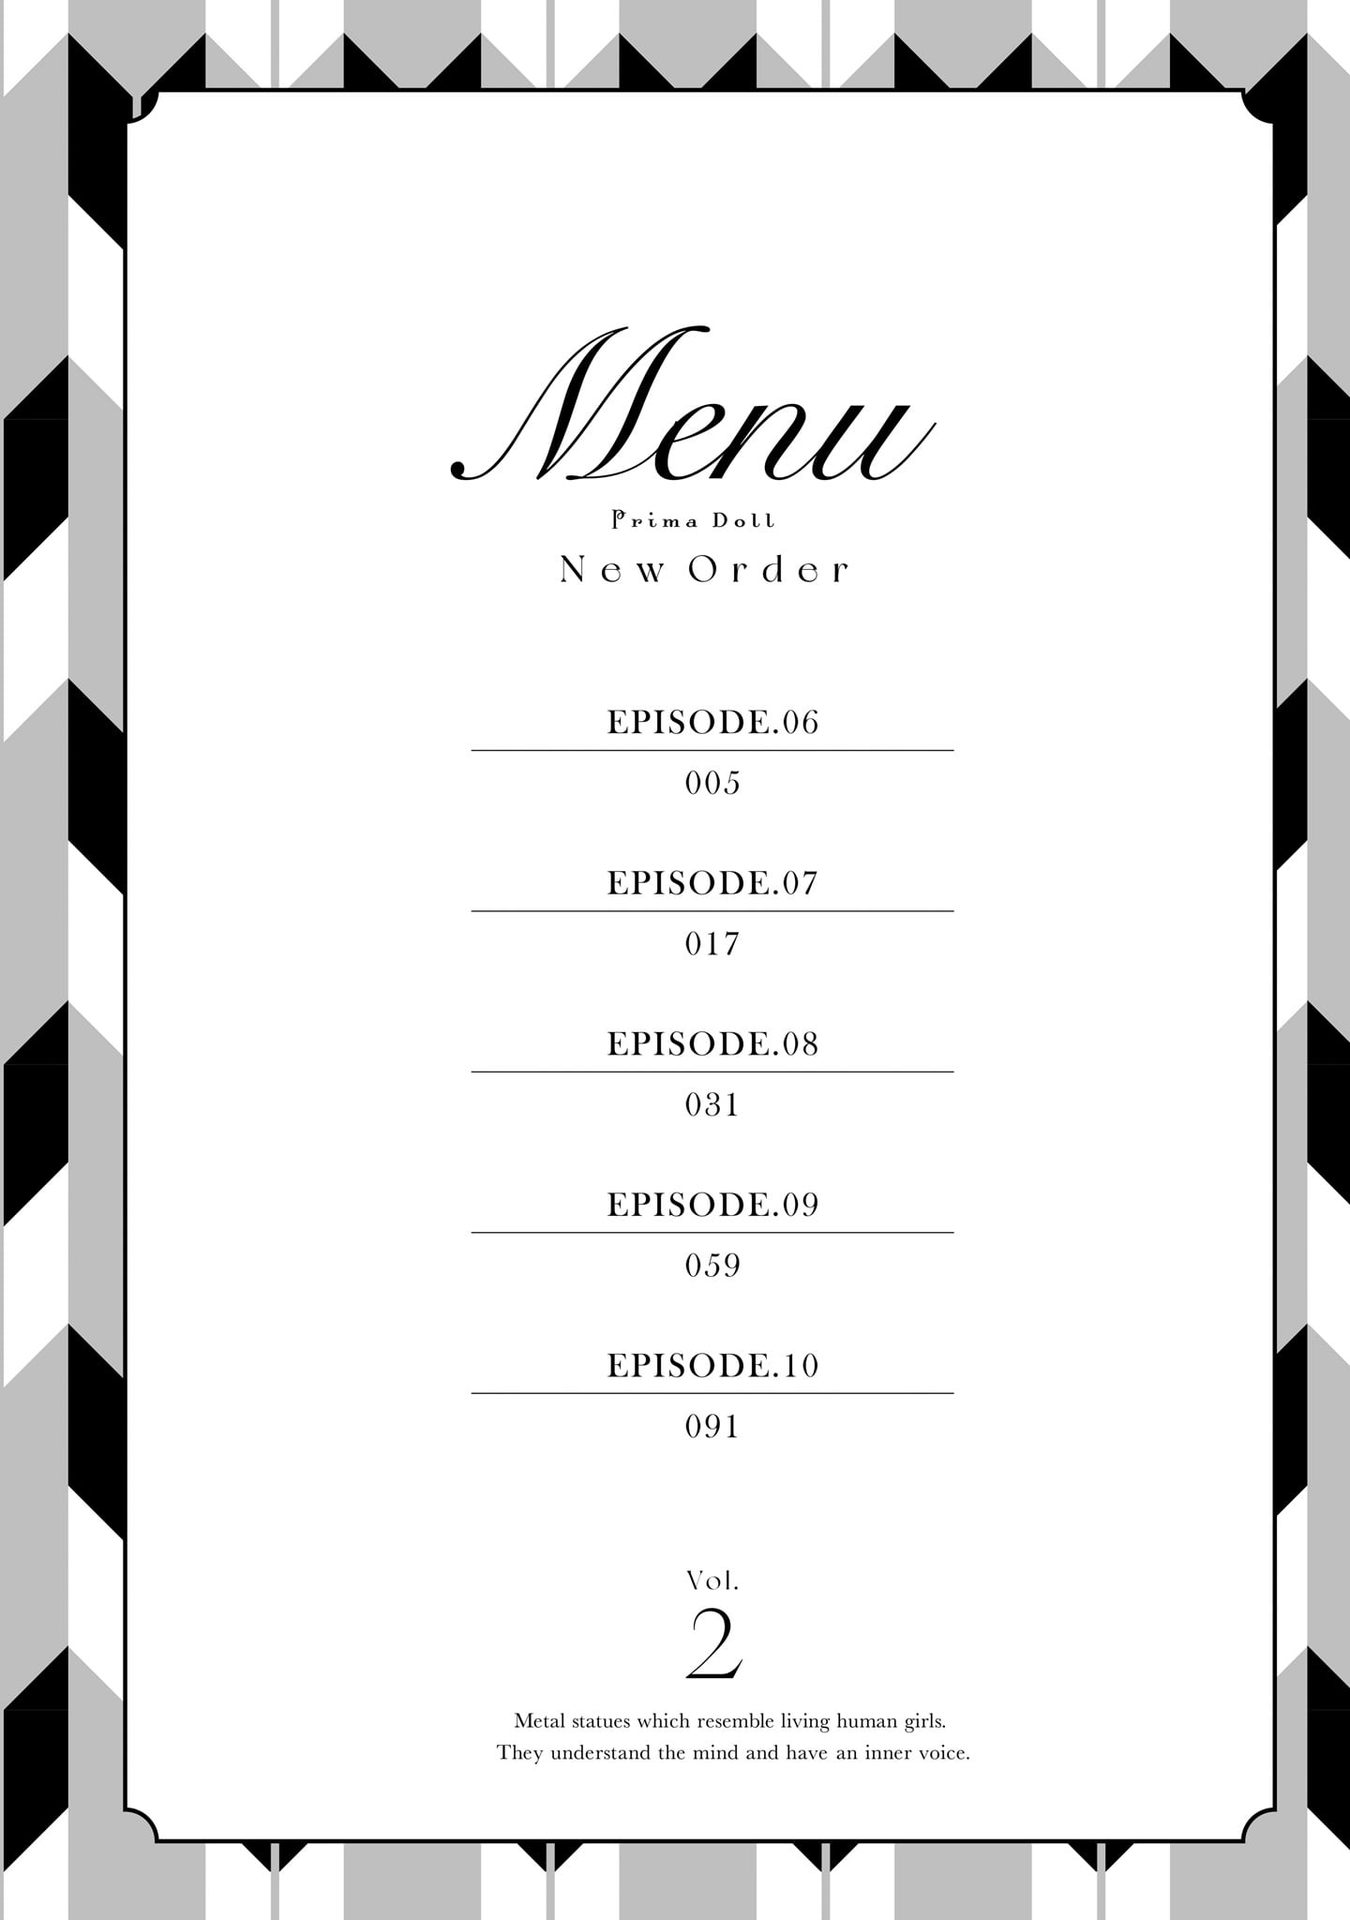 Menu
Prima Doll
New Order
EPISODE.06
005
EPISODE.07
017
EPISODE.08
031
EPISODE.09
059
EPISODE.10
091
Vol.
2
Metal statues which resemble living human girls.
They understand the mind and have an inner voice.